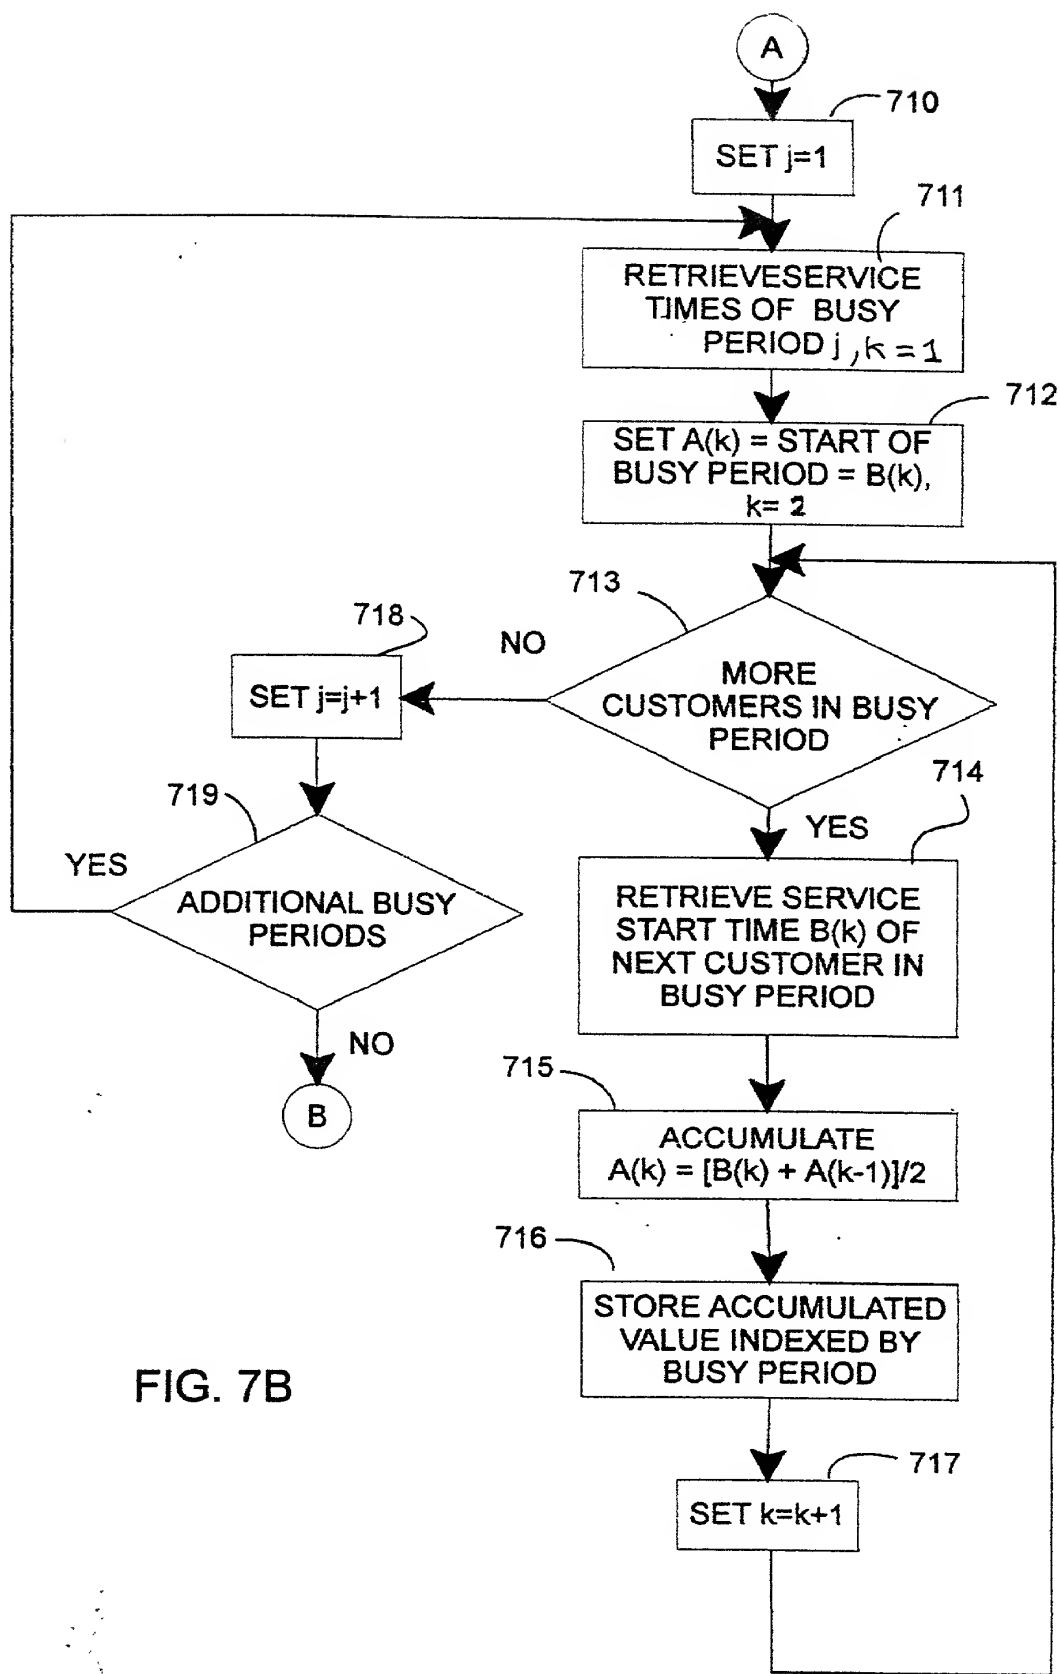 A
710
SET j=1
711
RETRIEVESERVICE
TIMES OF BUSY
PERIOD j , k = 1
712
SET A(k) = START OF
BUSY PERIOD = B(k),
k= 2
713
MORE
CUSTOMERS IN BUSY
PERIOD
NO
718
SET j=j+1
719
YES
ADDITIONAL BUSY
PERIODS
NO
B
YES
714
RETRIEVE SERVICE
START TIME B(k) OF
NEXT CUSTOMER IN
BUSY PERIOD
715
ACCUMULATE
A(k) = [B(k) + A(k-1)]/2
716
STORE ACCUMULATED
VALUE INDEXED BY
BUSY PERIOD
717
SET k=k+1
FIG. 7B